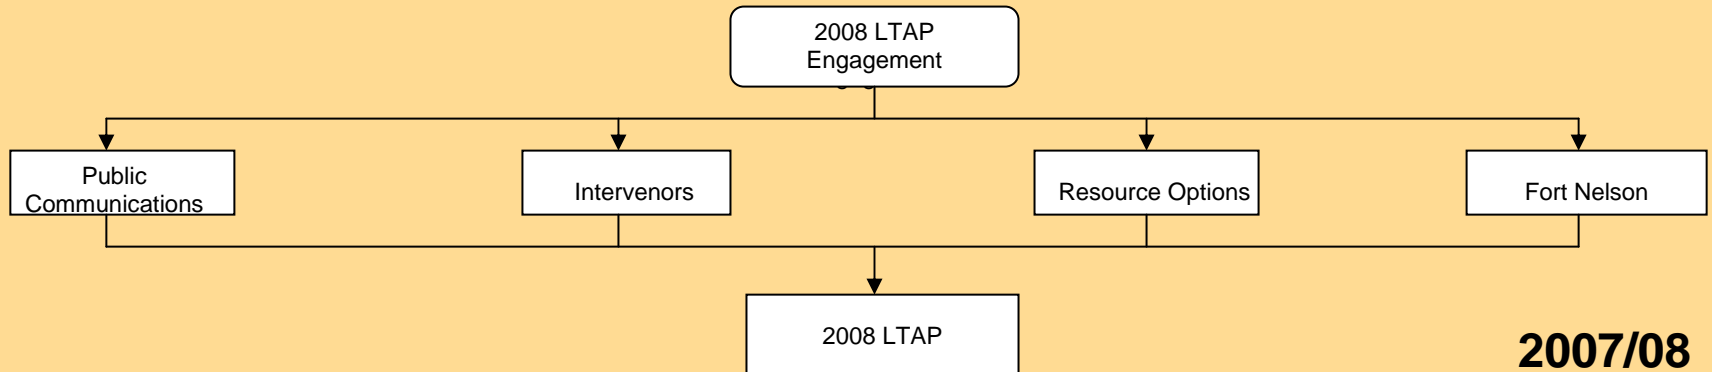 2008 LTAP
Engagement
Public
Communications
Intervenors
Resource Options
Fort Nelson
2008 LTAP
2007/08